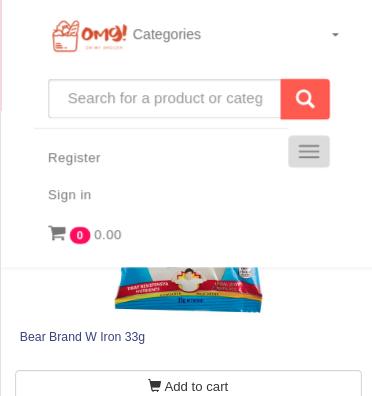 OMG!
OH MY GROCER
Categories
Search for a product or categ
Register
Sign in
0 0.00
Bear Brand W Iron 33g
Add to cart